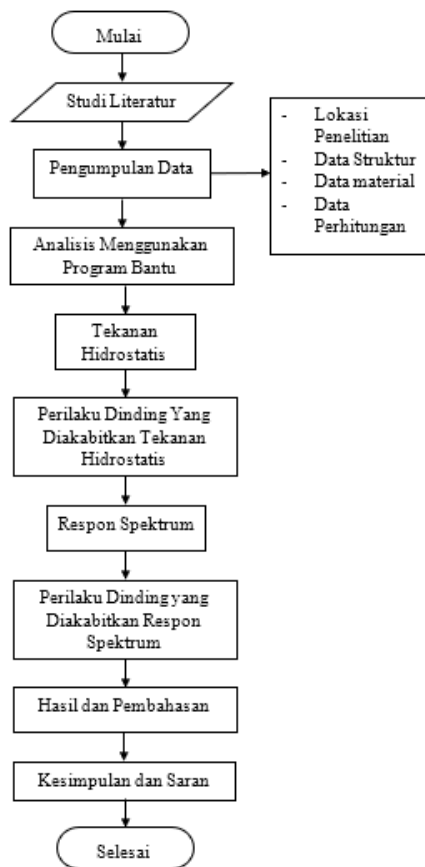 Mulai
Studi Literatur
Pengumpulan Data
- Lokasi
Penelitian
- Data Struktur
- Data material
- Data
Perhitungan
Analisis Menggunakan
Program Bantu
Tekanan
Hidrostatis
Perilaku Dinding Yang
Diakabitkan Tekanan
Hidrostatis
Respon Spektrum
Perilaku Dinding yang
Diakabitkan Respon
Spektrum
Hasil dan Pembahasan
Kesimpulan dan Saran
Selesai